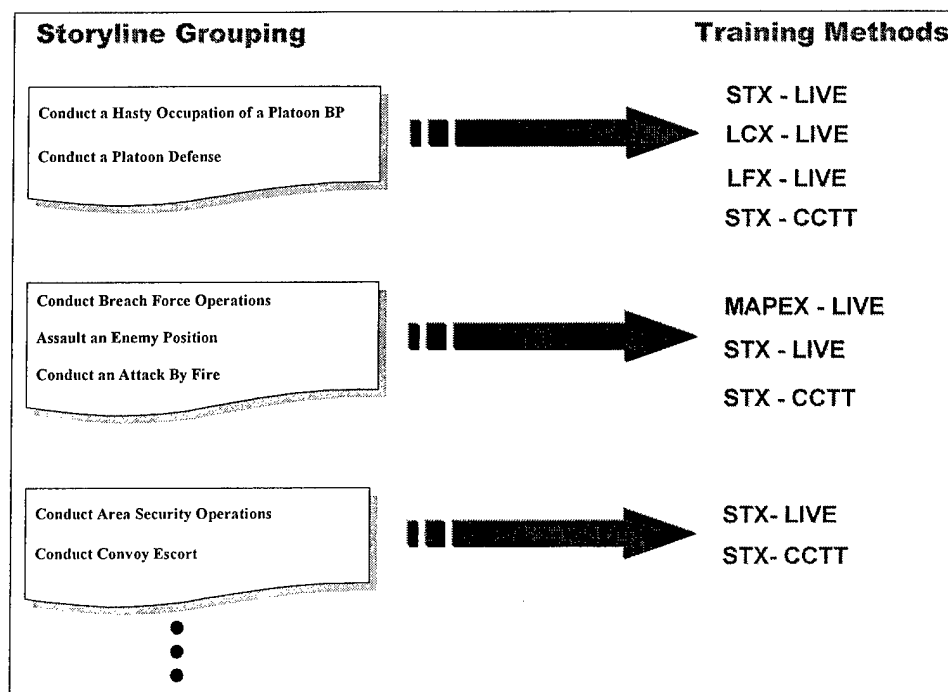 Storyline Grouping
Training Methods
Conduct a Hasty Occupation of a Platoon BP
Conduct a Platoon Defense
STX - LIVE
LCX - LIVE
LFX - LIVE
STX - CCTT
Conduct Breach Force Operations
Assault an Enemy Position
Conduct an Attack By Fire
MAPEX - LIVE
STX - LIVE
STX - CCTT
Conduct Area Security Operations
Conduct Convoy Escort
STX- LIVE
STX- CCTT